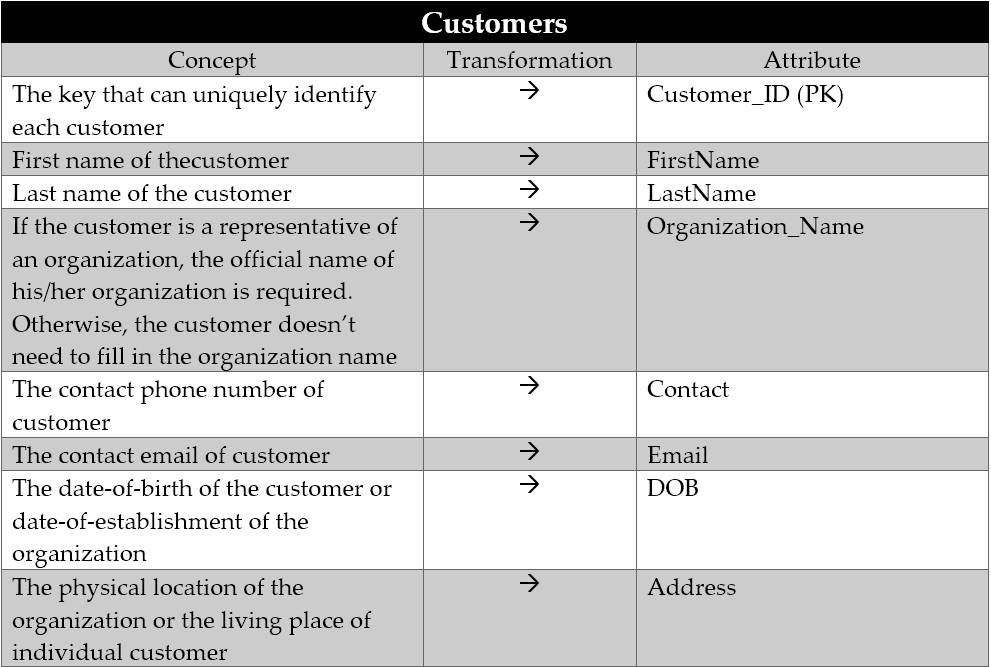 Customers
Concept Transformation Attribute
The key that can uniquely identify → Customer_ID (PK)
each customer
First name of thecustomer → FirstName
Last name of the customer → LastName
If the customer is a representative of → Organization_Name
an organization, the official name of
his/her organization is required.
Otherwise, the customer doesn't
need to fill in the organization name
The contact phone number of → Contact
customer
The contact email of customer → Email
The date-of-birth of the customer or → DOB
date-of-establishment of the
organization
The physical location of the → Address
organization or the living place of
individual customer